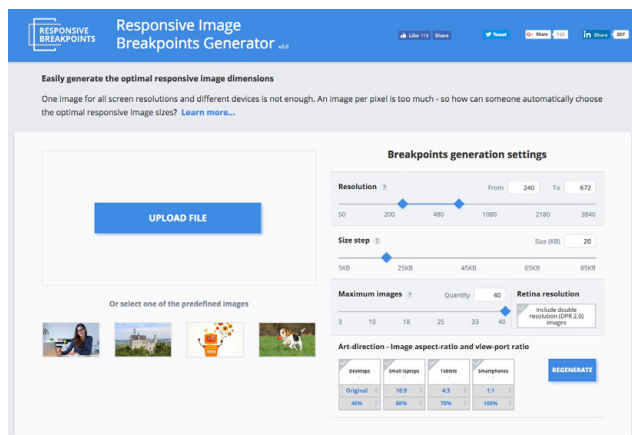 RESPONSIVE
BREAKPOINTS
Responsive Image
Breakpoints Generator v2.0
Like 119 Share
Tweet
G+ Share 125
in Share 207
Easily generate the optimal responsive image dimensions
One image for all screen resolutions and different devices is not enough. An image per pixel is too much - so how can someone automatically choose
the optimal responsive image sizes? Learn more...
UPLOAD FILE
Or select one of the predefined images
Breakpoints generation settings
Resolution ? From 240 To 672
50 200 480 1080 2180 3840
Size step ? Size (KB) 20
5KB 25KB 45KB 65KB 85KB
Maximum images ? Quantity 40
3 10 18 25 33 40
Retina resolution
Include double
resolution (DPR 2.0)
images
Art-direction - Image aspect-ratio and view-port ratio
Desktops Small laptops Tablets Smartphones
Original 16:9 4:3 1:1
40% 60% 70% 100%
REGENERATE